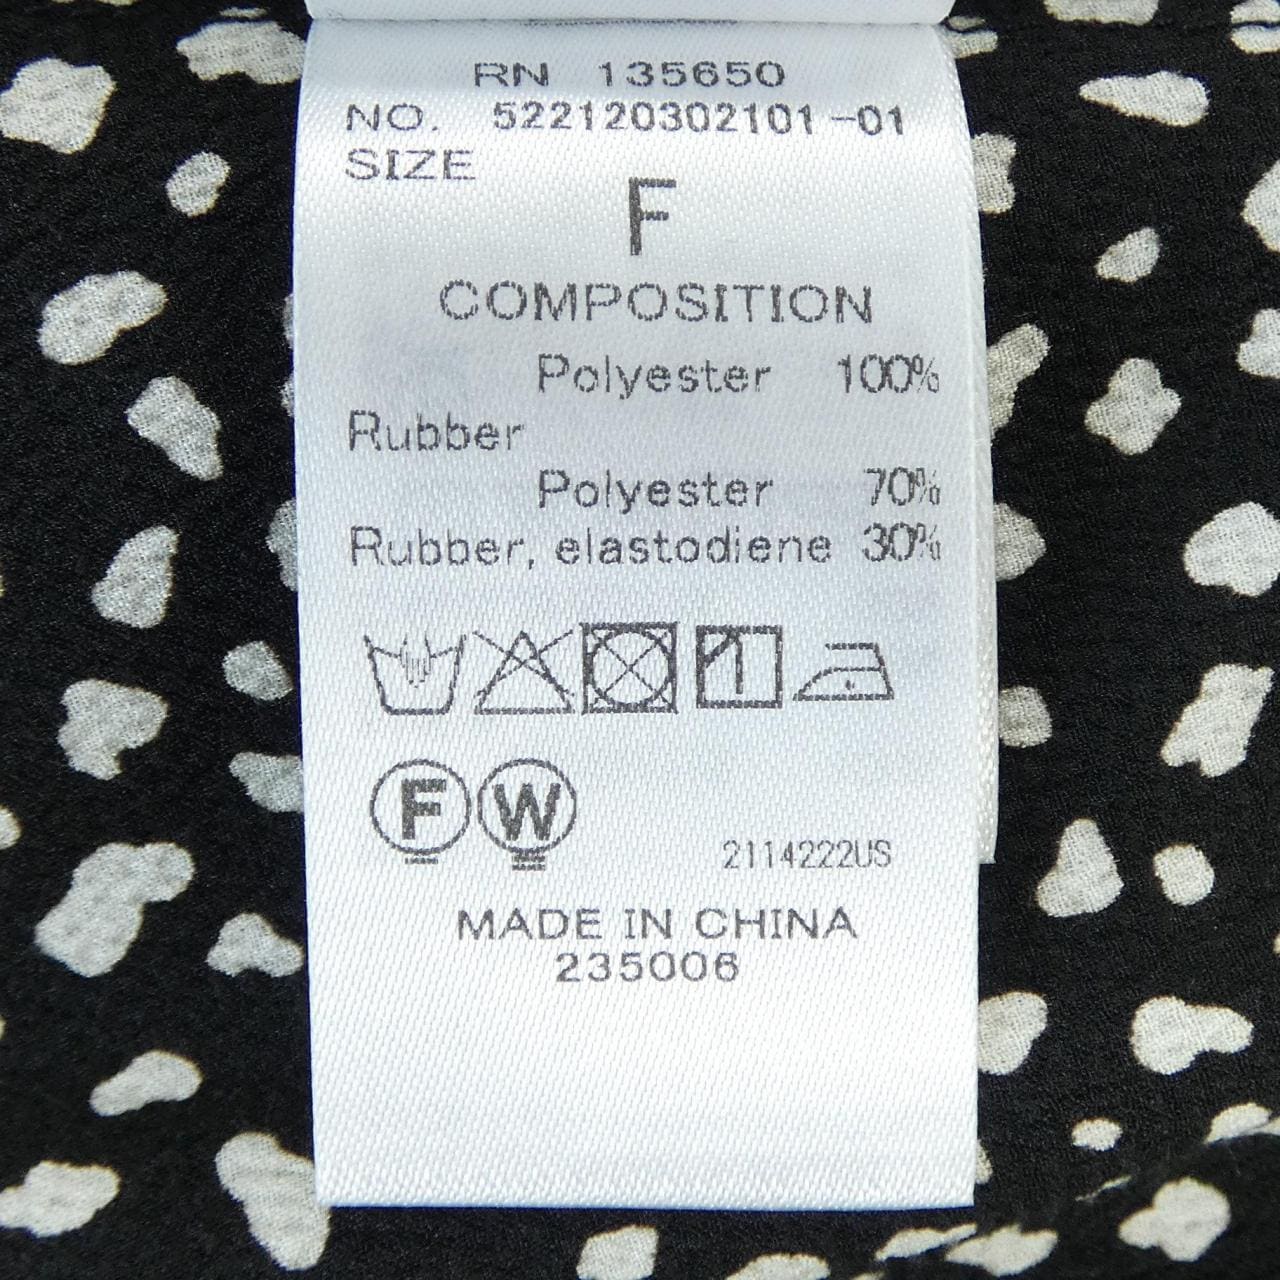 RN 135650
NO. 522120302101-01
SIZE
F
COMPOSITION
Polyester 100%
Rubber
Polyester 70%
Rubber, elastodiene 30%
F W
2114222US
MADE IN CHINA
235006